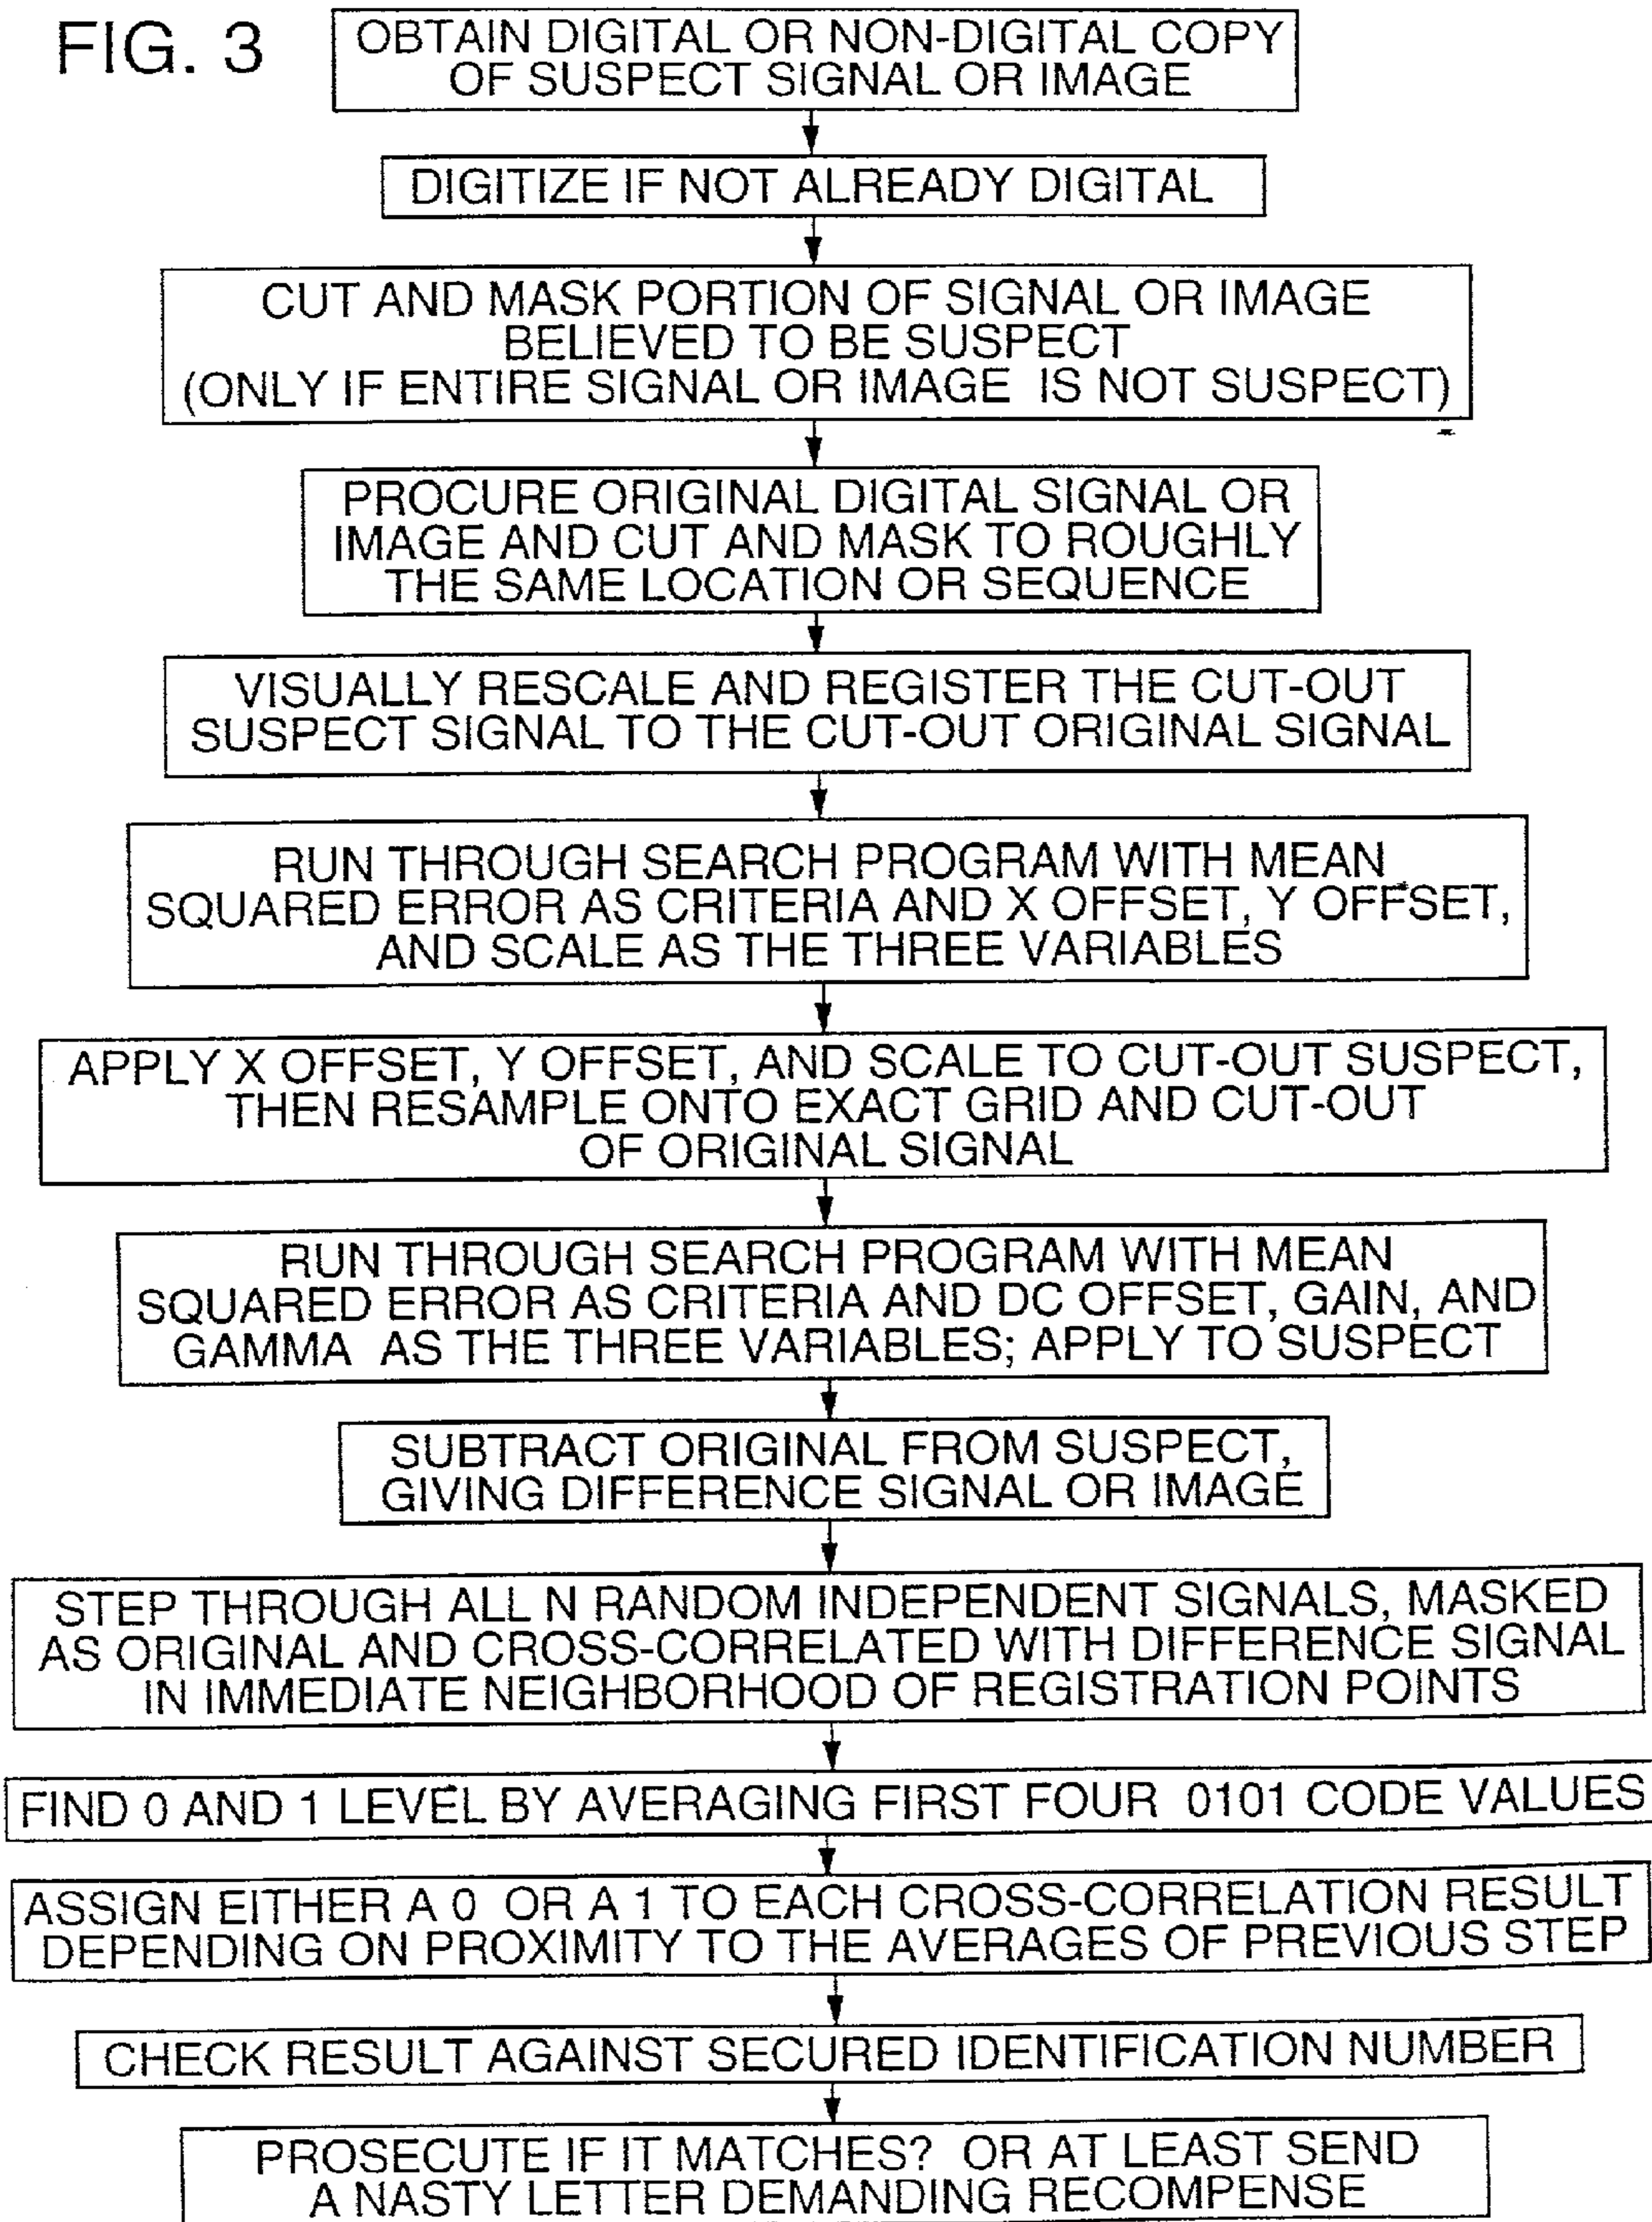 FIG. 3
OBTAIN DIGITAL OR NON-DIGITAL COPY
OF SUSPECT SIGNAL OR IMAGE
DIGITIZE IF NOT ALREADY DIGITAL
CUT AND MASK PORTION OF SIGNAL OR IMAGE
BELIEVED TO BE SUSPECT
(ONLY IF ENTIRE SIGNAL OR IMAGE IS NOT SUSPECT)
PROCURE ORIGINAL DIGITAL SIGNAL OR
IMAGE AND CUT AND MASK TO ROUGHLY
THE SAME LOCATION OR SEQUENCE
VISUALLY RESCALE AND REGISTER THE CUT-OUT
SUSPECT SIGNAL TO THE CUT-OUT ORIGINAL SIGNAL
RUN THROUGH SEARCH PROGRAM WITH MEAN
SQUARED ERROR AS CRITERIA AND X OFFSET, Y OFFSET,
AND SCALE AS THE THREE VARIABLES
APPLY X OFFSET, Y OFFSET, AND SCALE TO CUT-OUT SUSPECT,
THEN RESAMPLE ONTO EXACT GRID AND CUT-OUT
OF ORIGINAL SIGNAL
RUN THROUGH SEARCH PROGRAM WITH MEAN
SQUARED ERROR AS CRITERIA AND DC OFFSET, GAIN, AND
GAMMA AS THE THREE VARIABLES; APPLY TO SUSPECT
SUBTRACT ORIGINAL FROM SUSPECT,
GIVING DIFFERENCE SIGNAL OR IMAGE
STEP THROUGH ALL N RANDOM INDEPENDENT SIGNALS, MASKED
AS ORIGINAL AND CROSS-CORRELATED WITH DIFFERENCE SIGNAL
IN IMMEDIATE NEIGHBORHOOD OF REGISTRATION POINTS
FIND 0 AND 1 LEVEL BY AVERAGING FIRST FOUR 0101 CODE VALUES
ASSIGN EITHER A 0 OR A 1 TO EACH CROSS-CORRELATION RESULT
DEPENDING ON PROXIMITY TO THE AVERAGES OF PREVIOUS STEP
CHECK RESULT AGAINST SECURED IDENTIFICATION NUMBER
PROSECUTE IF IT MATCHES? OR AT LEAST SEND
A NASTY LETTER DEMANDING RECOMPENSE